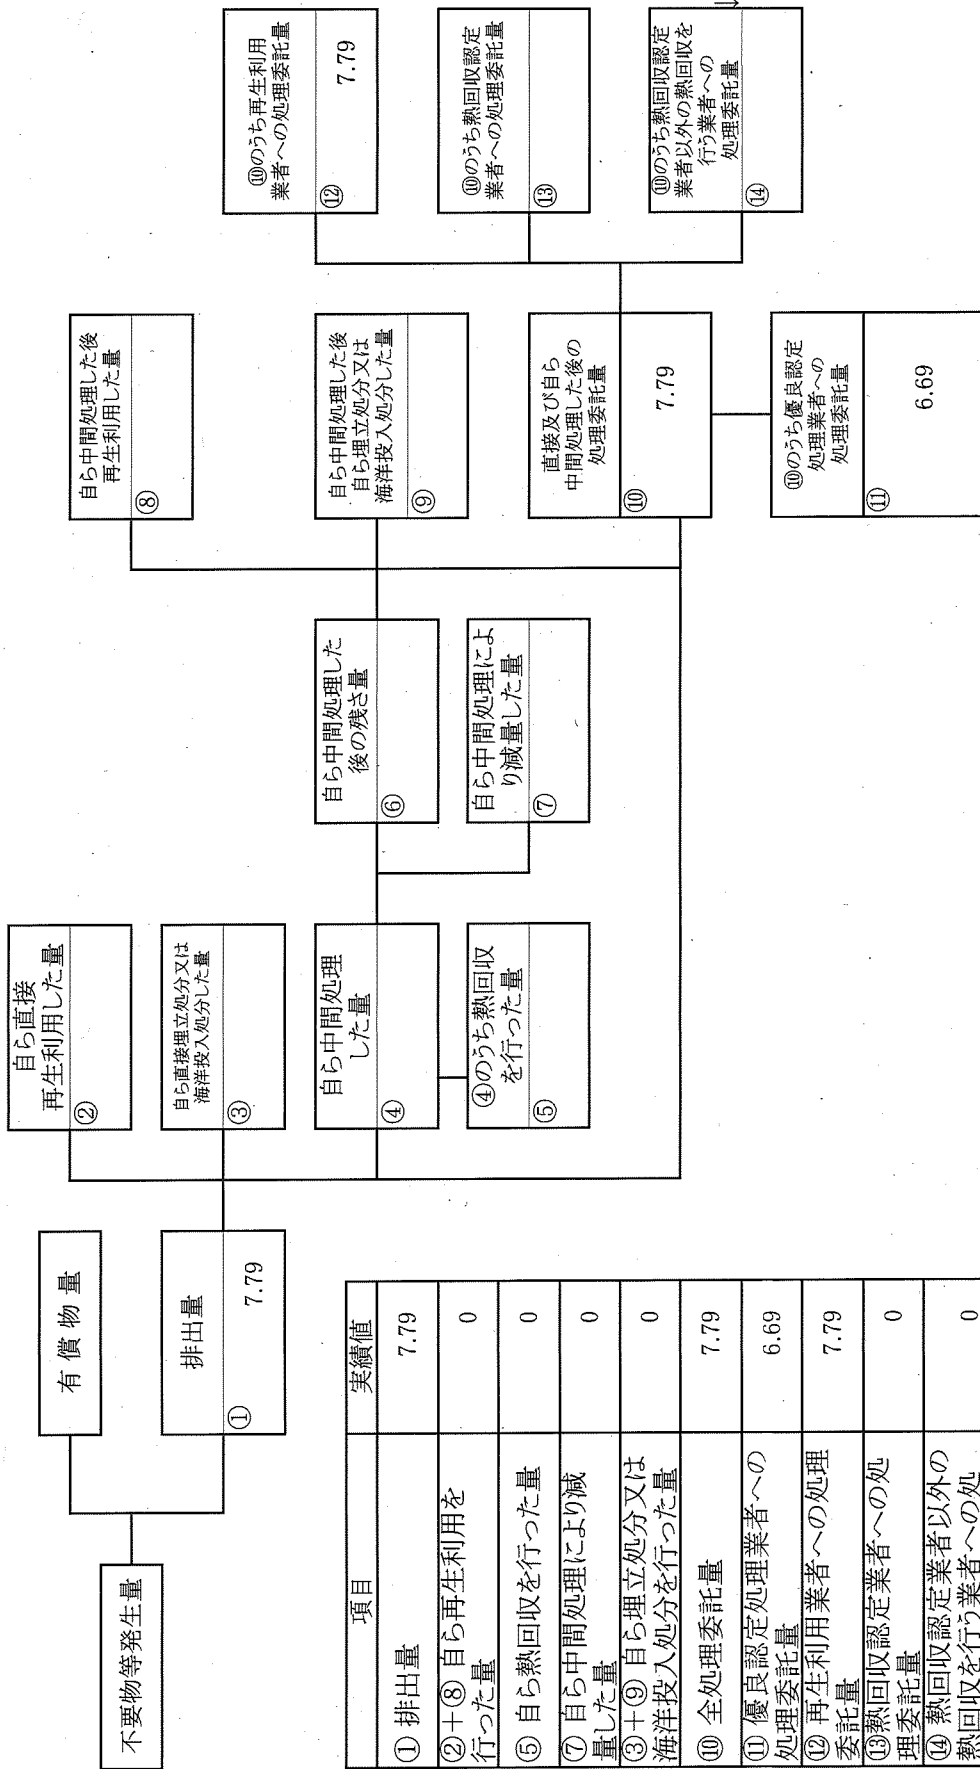 不要物等発生量
有 償 物 量
排出量
①
7.79
自ら直接
再生利用した量
②
自ら直接埋立処分又は
海洋投入処分した量
③
自ら中間処理
した量
④
④のうち熱回収
を行った量
⑤
自ら中間処理した
後の残さ量
⑥
自ら中間処理によ
り減量した量
⑦
自ら中間処理した後
再生利用した量
⑧
自ら中間処理した後
自ら埋立処分又は
海洋投入処分した量
⑨
直接及び自ら
中間処理した後の
処理委託量
⑩
7.79
⑩のうち優良認定
処理業者への
処理委託量
⑪
6.69
⑩のうち再生利用
業者への処理委託量
⑫
7.79
⑩のうち熱回収認定
業者への処理委託量
⑬
⑩のうち熱回収認定
業者以外の熱回収を
行う業者への
処理委託量
⑭
項目 実績値
① 排出量 7.79
②+⑧ 自ら再生利用を
行った量 0
⑤ 自ら熱回収を行った量 0
⑦ 自ら中間処理により減
量した量 0
③+⑨ 自ら埋立処分又は
海洋投入処分を行った量 0
⑩ 全処理委託量 7.79
⑪ 優良認定処理業者への
処理委託量 6.69
⑫ 再生利用業者への処理
委託量 7.79
⑬熱回収認定業者への処
理委託量 0
⑭ 熱回収認定業者以外の
熱回収を行う業者への処 0